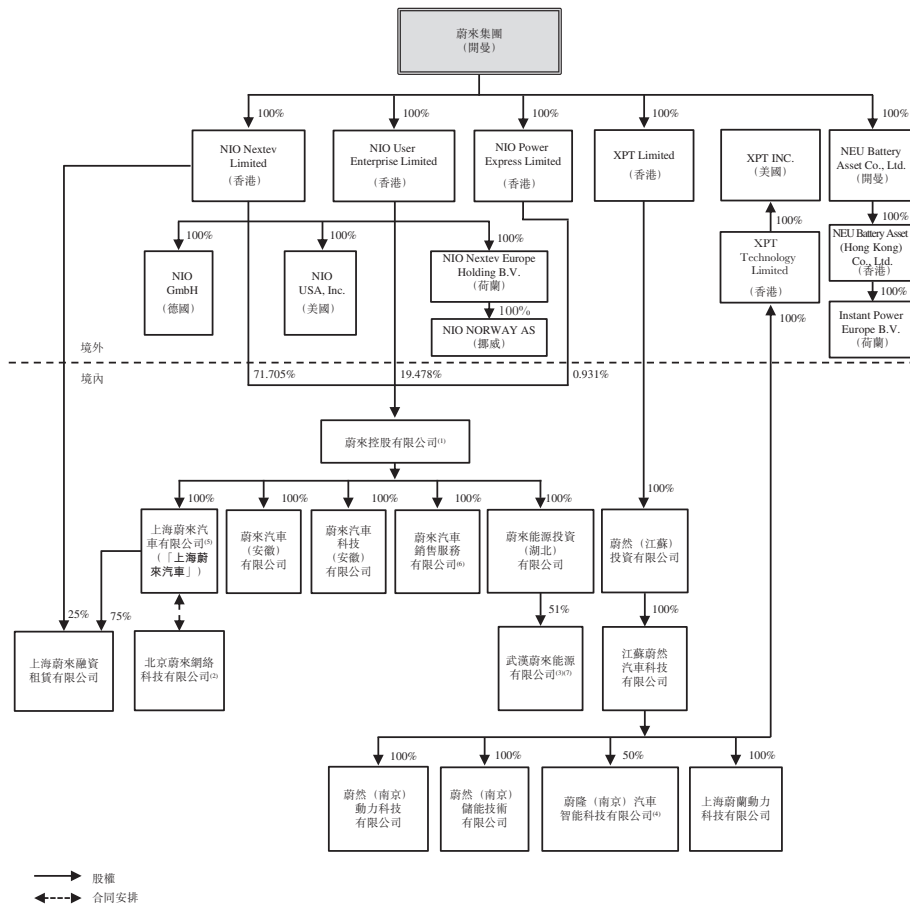 蔚來集團
（開曼）
100%
100%
100%
100%
100%
NIO Nextev
Limited
（香港）
NIO User
Enterprise Limited
（香港）
NIO Power
Express Limited
（香港）
XPT Limited
（香港）
XPT INC.
（美國）
NEU Battery
Asset Co., Ltd.
（開曼）
100%
100%
100%
100%
100%
NIO
GmbH
（德國）
NIO
USA, Inc.
（美國）
NIO Nextev Europe
Holding B.V.
（荷蘭）
XPT
Technology
Limited
（香港）
NEU Battery Asset
(Hong Kong)
Co., Ltd.
（香港）
100%
100%
NIO NORWAY AS
（挪威）
Instant Power
Europe B.V.
（荷蘭）
100%
境外
境內
71.705%
19.478%
0.931%
蔚來控股有限公司(1)
100%
100%
100%
100%
100%
100%
上海蔚來汽
車有限公司(5)
（「上海蔚
來汽車」）
蔚來汽車
（安徽）
有限公司
蔚來汽車
科技
（安徽）
有限公司
蔚來汽車
銷售服務
有限公司(6)
蔚來能源投資
（湖北）
有限公司
蔚然（江蘇）
投資有限公司
25%
75%
51%
100%
上海蔚來融資
租賃有限公司
北京蔚來網絡
科技有限公司(2)
武漢蔚來能源
有限公司(3)(7)
江蘇蔚然
汽車科技
有限公司
100%
100%
50%
100%
蔚然（南京）
動力科技
有限公司
蔚然（南京）
儲能技術
有限公司
蔚隆（南京）汽車
智能科技有限公司(4)
上海蔚蘭動力
科技有限公司
股權
合同安排